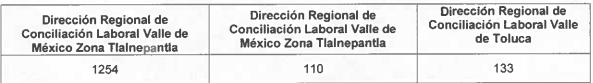 Dirección Regional de
Conciliación Laboral Valle de
México Zona Tlalnepantla
Dirección Regional de
Conciliación Laboral Valle de
México Zona Tlalnepantla
Dirección Regional de
Conciliación Laboral Valle
de Toluca
1254
110
133